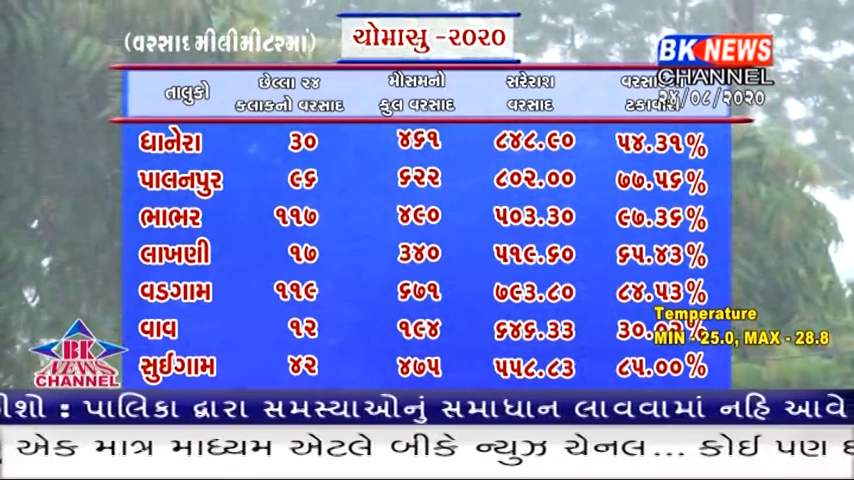 (વરસાદ મીલીમીટરમાં)
ચોમાસુ -૨૦૨૦
BK NEWS
CHANNEL
૨૪/૦૮/૨૦૨૦
તાલુકો છેલ્લા ૨૪ કલાકનો વરસાદ મોસમનો કુલ વરસાદ સરેરાશ વરસાદ
ધાનેરા ૩૦ ૪૬૧ ૮૪૮.૯૦ ૫૪.૩૧%
પાલનપુર ૯૬ ૬૨૨ ૮૦૨.૦૦ ૭૭.૫૬%
ભાભર ૧૧૭ ૪૯૦ ૫૦૩.૩૦ ૯૭.૩૬%
લાખણી ૧૭ ૩૪૦ ૫૧૯.૬૦ ૬૫.૪૩%
વડગામ ૧૧૯ ૬૭૧ ૭૯૩.૮૦ ૮૪.૫૩%
Temperature
વાવ ૧૨ ૧૯૪ ૬૪૬.૩૩
MIN - 25.0, MAX - 28.8
સુઈગામ ૪૨ ૪૭૫ ૫૫૮.૮૩ ૮૫.૦૦%
BK
NEWS
CHANNEL
: પાલિકા દ્વારા સમસ્યાઓનું સમાધાન લાવવામાં નહિ આવે
એક માત્ર માધ્યમ એટલે બીકે ન્યુઝ ચેનલ... કોઈ પણ